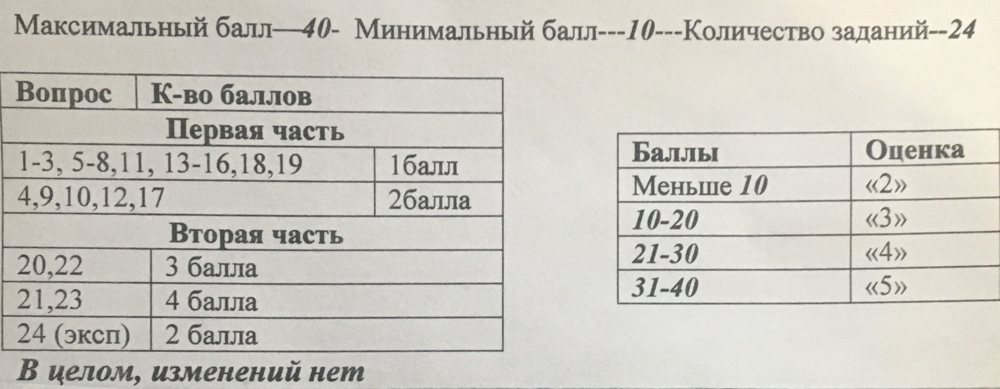 Максимальный балл—40- Минимальный балл---10---Количество заданий--24
Вопрос К-во баллов
Первая часть
1-3, 5-8,11, 13-16,18,19 1балл
4,9,10,12,17 2балла
Вторая часть
20,22 3 балла
21,23 4 балла
24 (эксп) 2 балла
В целом, изменений нет
Баллы Оценка
Меньше 10 «2»
10-20 «3»
21-30 «4»
31-40 «5»